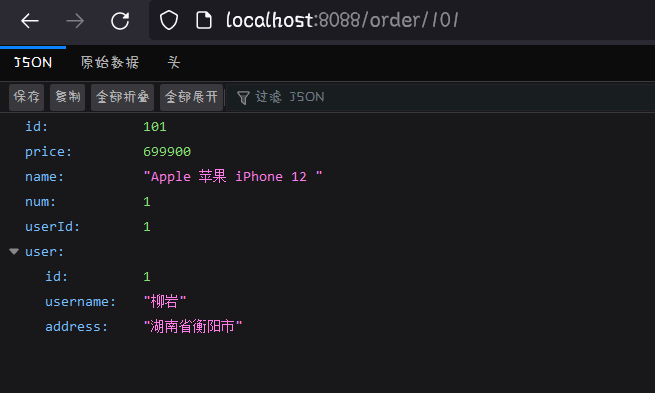 localhost:8088/order/101
JSON 原始数据 头
保存 复制 全部折叠 全部展开 过滤 JSON
id: 101
price: 699900
name: "Apple 苹果 iPhone 12 "
num: 1
userId: 1
user:
id: 1
username: "柳岩"
address: "湖南省衡阳市"